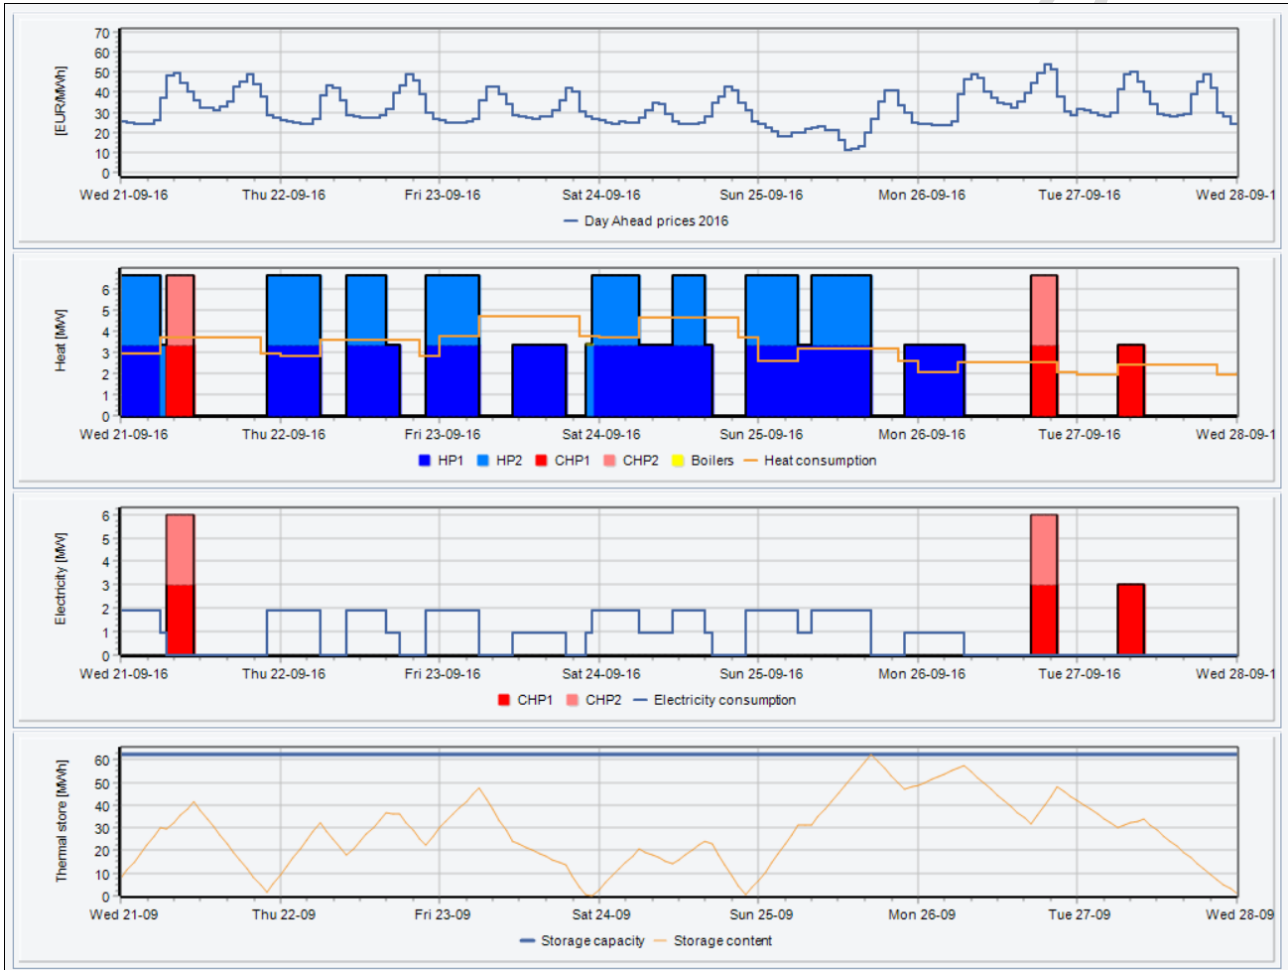 [EUR/MWh]
70
60
50
40
30
20
10
0
Wed 21-09-16 Thu 22-09-16 Fri 23-09-16 Sat 24-09-16 Sun 25-09-16 Mon 26-09-16 Tue 27-09-16 Wed 28-09-1
Day Ahead prices 2016
Heat [MW]
6
5
4
3
2
1
0
Wed 21-09-16 Thu 22-09-16 Fri 23-09-16 Sat 24-09-16 Sun 25-09-16 Mon 26-09-16 Tue 27-09-16 Wed 28-09-1
HP1 HP2 CHP1 CHP2 Boilers Heat consumption
Electricity [MW]
6
5
4
3
2
1
0
Wed 21-09-16 Thu 22-09-16 Fri 23-09-16 Sat 24-09-16 Sun 25-09-16 Mon 26-09-16 Tue 27-09-16 Wed 28-09-1
CHP1 CHP2 Electricity consumption
Thermal store [MWh]
60
50
40
30
20
10
0
Wed 21-09 Thu 22-09 Fri 23-09 Sat 24-09 Sun 25-09 Mon 26-09 Tue 27-09 Wed 28-09
Storage capacity Storage content